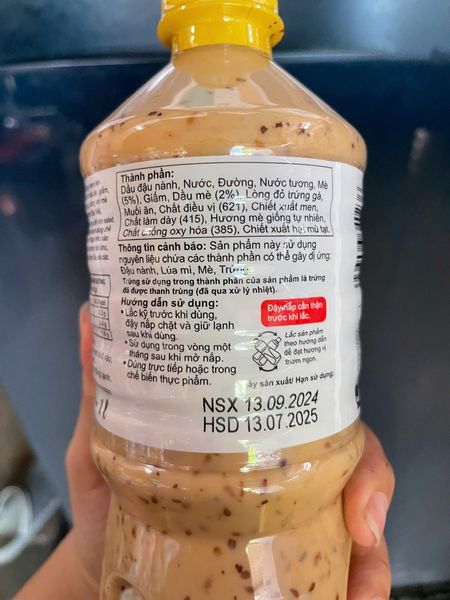 Thành phần:
Dầu đậu nành, Nước, Đường, Nước tương, Mè
(5%), Giấm, Dầu mè (2%), Lòng đỏ trứng gà,
Muối ăn, Chất điều vị (621), Chiết xuất men,
Chất làm dày (415), Hương mè giống tự nhiên,
Chất chống oxy hóa (385), Chiết xuất hạt mù tạt.
Thông tin cảnh báo: Sản phẩm này sử dụng
nguyên liệu chứa các thành phần có thể gây dị ứng:
Đậu nành, Lúa mì, Mè, Trứng.
Trứng sử dụng trong thành phần của sản phẩm là trứng
đã được thanh trùng (đã qua xử lý nhiệt).
Hướng dẫn sử dụng:
• Lắc kỹ trước khi dùng,
đậy nắp chặt và giữ lạnh
sau khi dùng.
• Sử dụng trong vòng một
tháng sau khi mở nắp.
• Dùng trực tiếp hoặc trong
chế biến thực phẩm.
Đậy nắp cẩn thận
trước khi lắc.
Lắc sản phẩm
theo hướng dẫn
để đạt hương vị
thơm ngon.
ày sản xuất/ Hạn sử dụng:
NSX 13.09.2024
HSD 13.07.2025